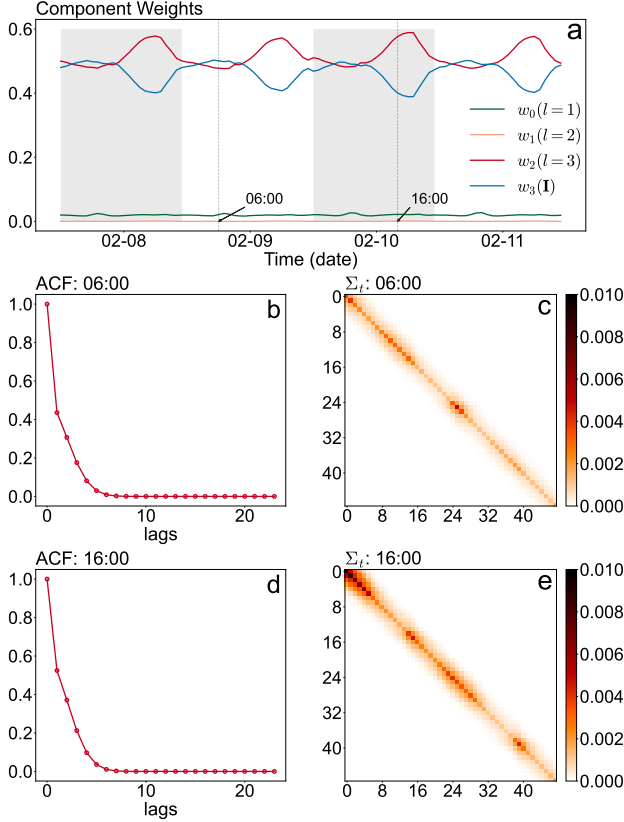 Component Weights
a
0.6
0.4
0.2
0.0
w₀(l = 1)
w₁(l = 2)
w₂(l = 3)
w₃(I)
06:00
16:00
02-08 02-09 02-10 02-11
Time (date)
ACF: 06:00
b
1.0
0.8
0.6
0.4
0.2
0.0
0 10 20
lags
Σₜ: 06:00
c
0
8
16
24
32
40
0 8 16 24 32 40
0.010
0.008
0.006
0.004
0.002
0.000
ACF: 16:00
d
1.0
0.8
0.6
0.4
0.2
0.0
0 10 20
lags
Σₜ: 16:00
e
0
8
16
24
32
40
0 8 16 24 32 40
0.010
0.008
0.006
0.004
0.002
0.000